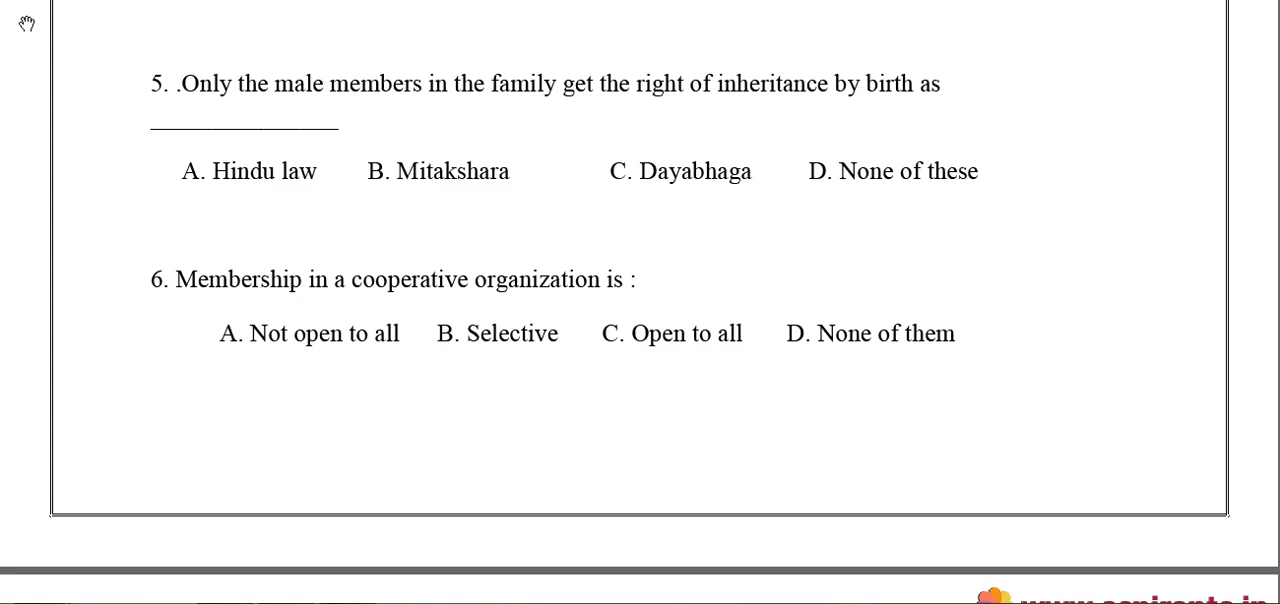 5. .Only the male members in the family get the right of inheritance by birth as
_______________
A. Hindu law B. Mitakshara C. Dayabhaga D. None of these
6. Membership in a cooperative organization is :
A. Not open to all B. Selective C. Open to all D. None of them